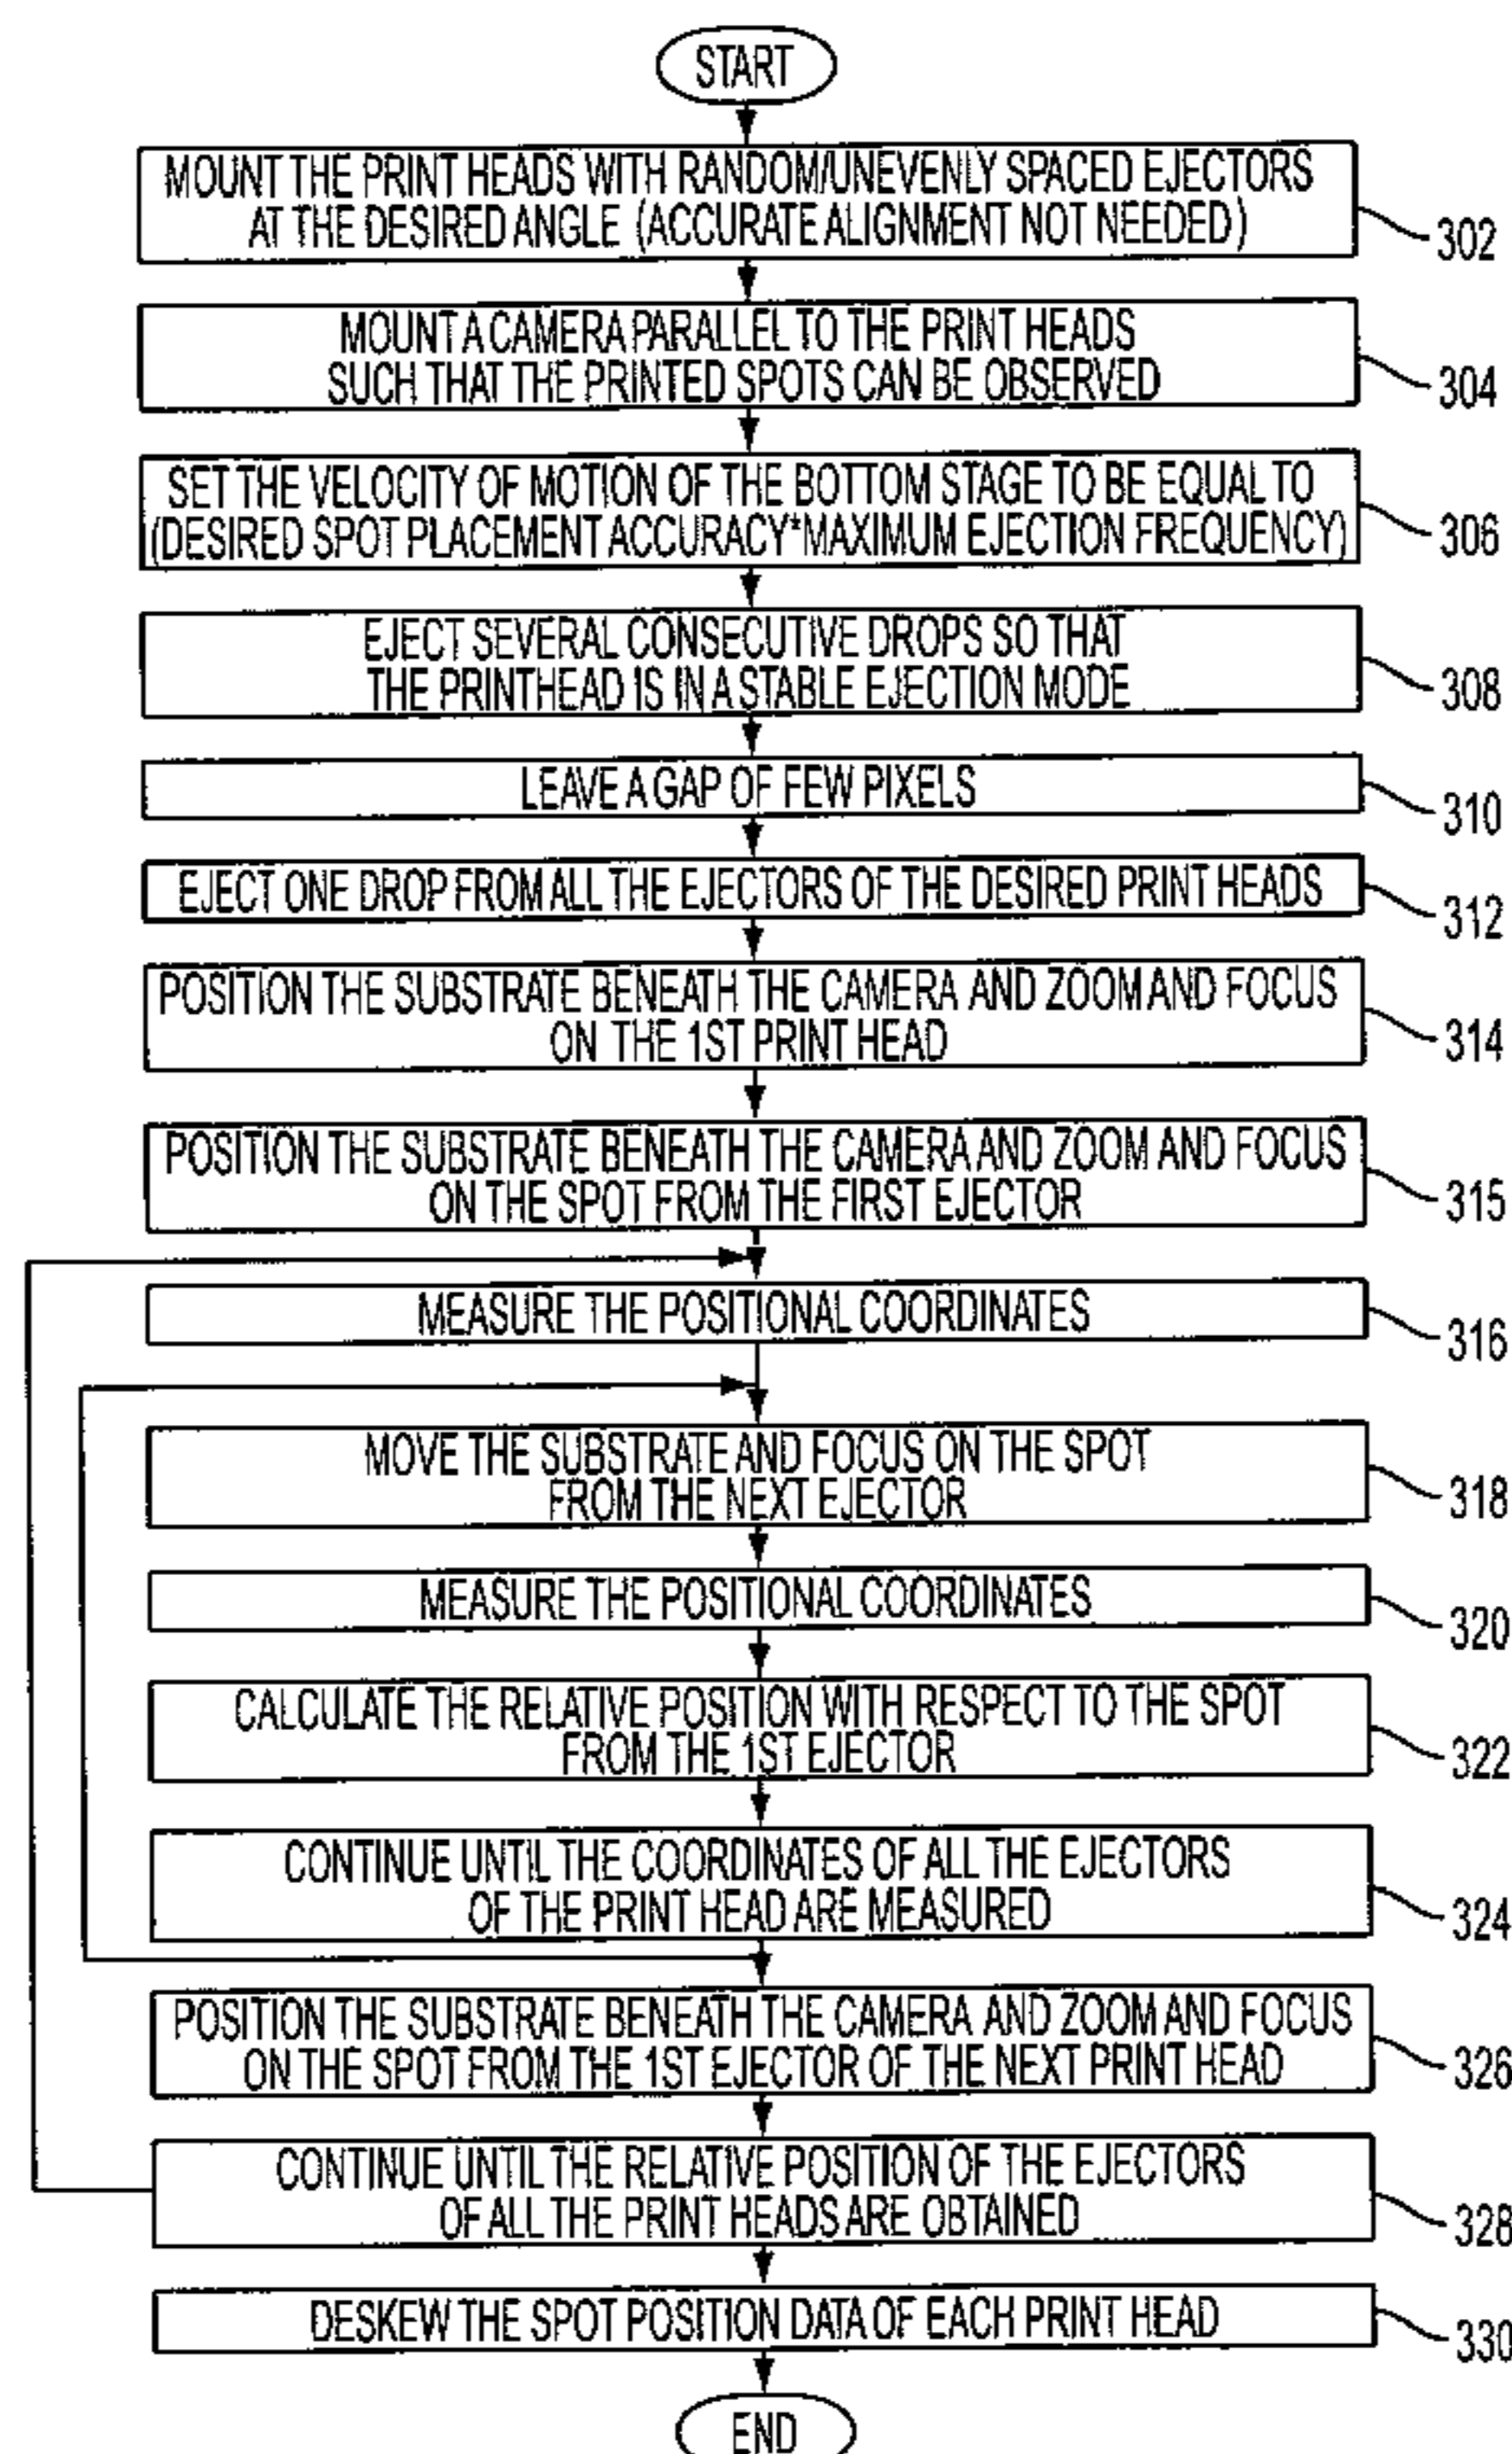 START
MOUNT THE PRINT HEADS WITH RANDOM/UNEVENLY SPACED EJECTORS
AT THE DESIRED ANGLE (ACCURATE ALIGNMENT NOT NEEDED)
302
MOUNT A CAMERA PARALLEL TO THE PRINT HEADS
SUCH THAT THE PRINTED SPOTS CAN BE OBSERVED
304
SET THE VELOCITY OF MOTION OF THE BOTTOM STAGE TO BE EQUAL TO
(DESIRED SPOT PLACEMENT ACCURACY*MAXIMUM EJECTION FREQUENCY)
306
EJECT SEVERAL CONSECUTIVE DROPS SO THAT
THE PRINTHEAD IS IN A STABLE EJECTION MODE
308
LEAVE A GAP OF FEW PIXELS
310
EJECT ONE DROP FROM ALL THE EJECTORS OF THE DESIRED PRINT HEADS
312
POSITION THE SUBSTRATE BENEATH THE CAMERA AND ZOOM AND FOCUS
ON THE 1ST PRINT HEAD
314
POSITION THE SUBSTRATE BENEATH THE CAMERA AND ZOOM AND FOCUS
ON THE SPOT FROM THE FIRST EJECTOR
315
MEASURE THE POSITIONAL COORDINATES
316
MOVE THE SUBSTRATE AND FOCUS ON THE SPOT
FROM THE NEXT EJECTOR
318
MEASURE THE POSITIONAL COORDINATES
320
CALCULATE THE RELATIVE POSITION WITH RESPECT TO THE SPOT
FROM THE 1ST EJECTOR
322
CONTINUE UNTIL THE COORDINATES OF ALL THE EJECTORS
OF THE PRINT HEAD ARE MEASURED
324
POSITION THE SUBSTRATE BENEATH THE CAMERA AND ZOOM AND FOCUS
ON THE SPOT FROM THE 1ST EJECTOR OF THE NEXT PRINT HEAD
326
CONTINUE UNTIL THE RELATIVE POSITION OF THE EJECTORS
OF ALL THE PRINT HEADS ARE OBTAINED
328
DESKEW THE SPOT POSITION DATA OF EACH PRINT HEAD
330
END